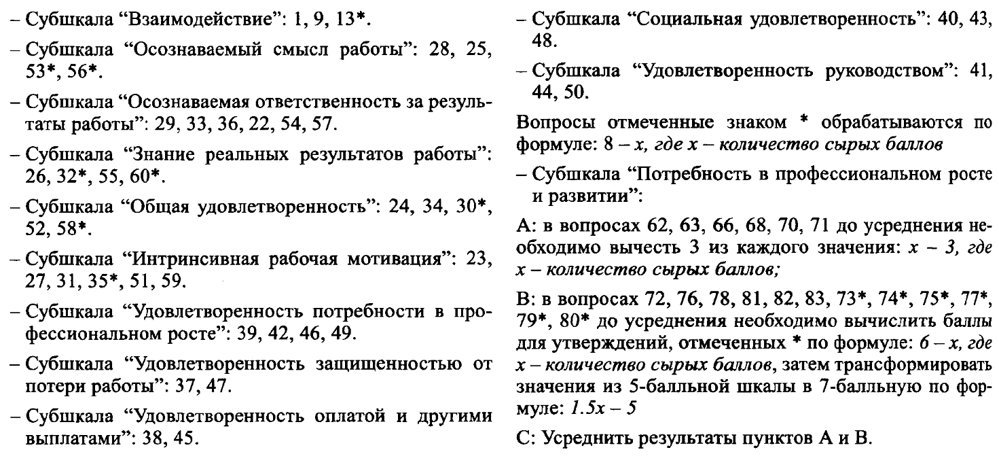 – Субшкала “Взаимодействие”: 1, 9, 13*.
– Субшкала “Осознаваемый смысл работы”: 28, 25,
53*, 56*.
– Субшкала “Осознаваемая ответственность за резуль-
таты работы”: 29, 33, 36, 22, 54, 57.
– Субшкала “Знание реальных результатов работы”:
26, 32*, 55, 60*.
– Субшкала “Общая удовлетворенность”: 24, 34, 30*,
52, 58*.
– Субшкала “Интринсивная рабочая мотивация”: 23,
27, 31, 35*, 51, 59.
– Субшкала “Удовлетворенность потребности в про-
фессиональном росте”: 39, 42, 46, 49.
– Субшкала “Удовлетворенность защищенностью от
потери работы”: 37, 47.
– Субшкала “Удовлетворенность оплатой и другими
выплатами”: 38, 45.
– Субшкала “Социальная удовлетворенность”: 40, 43,
48.
– Субшкала “Удовлетворенность руководством”: 41,
44, 50.
Вопросы отмеченные знаком * обрабатываются по
формуле: 8 – x, где x – количество сырых баллов
– Субшкала “Потребность в профессиональном росте
и развитии”:
А: в вопросах 62, 63, 66, 68, 70, 71 до усреднения не-
обходимо вычесть 3 из каждого значения: x – 3, где
x – количество сырых баллов;
В: в вопросах 72, 76, 78, 81, 82, 83, 73*, 74*, 75*, 77*,
79*, 80* до усреднения необходимо вычислить баллы
для утверждений, отмеченных * по формуле: 6 – x, где
x – количество сырых баллов, затем трансформировать
значения из 5-балльной шкалы в 7-балльную по фор-
муле: 1.5x – 5
С: Усреднить результаты пунктов А и В.